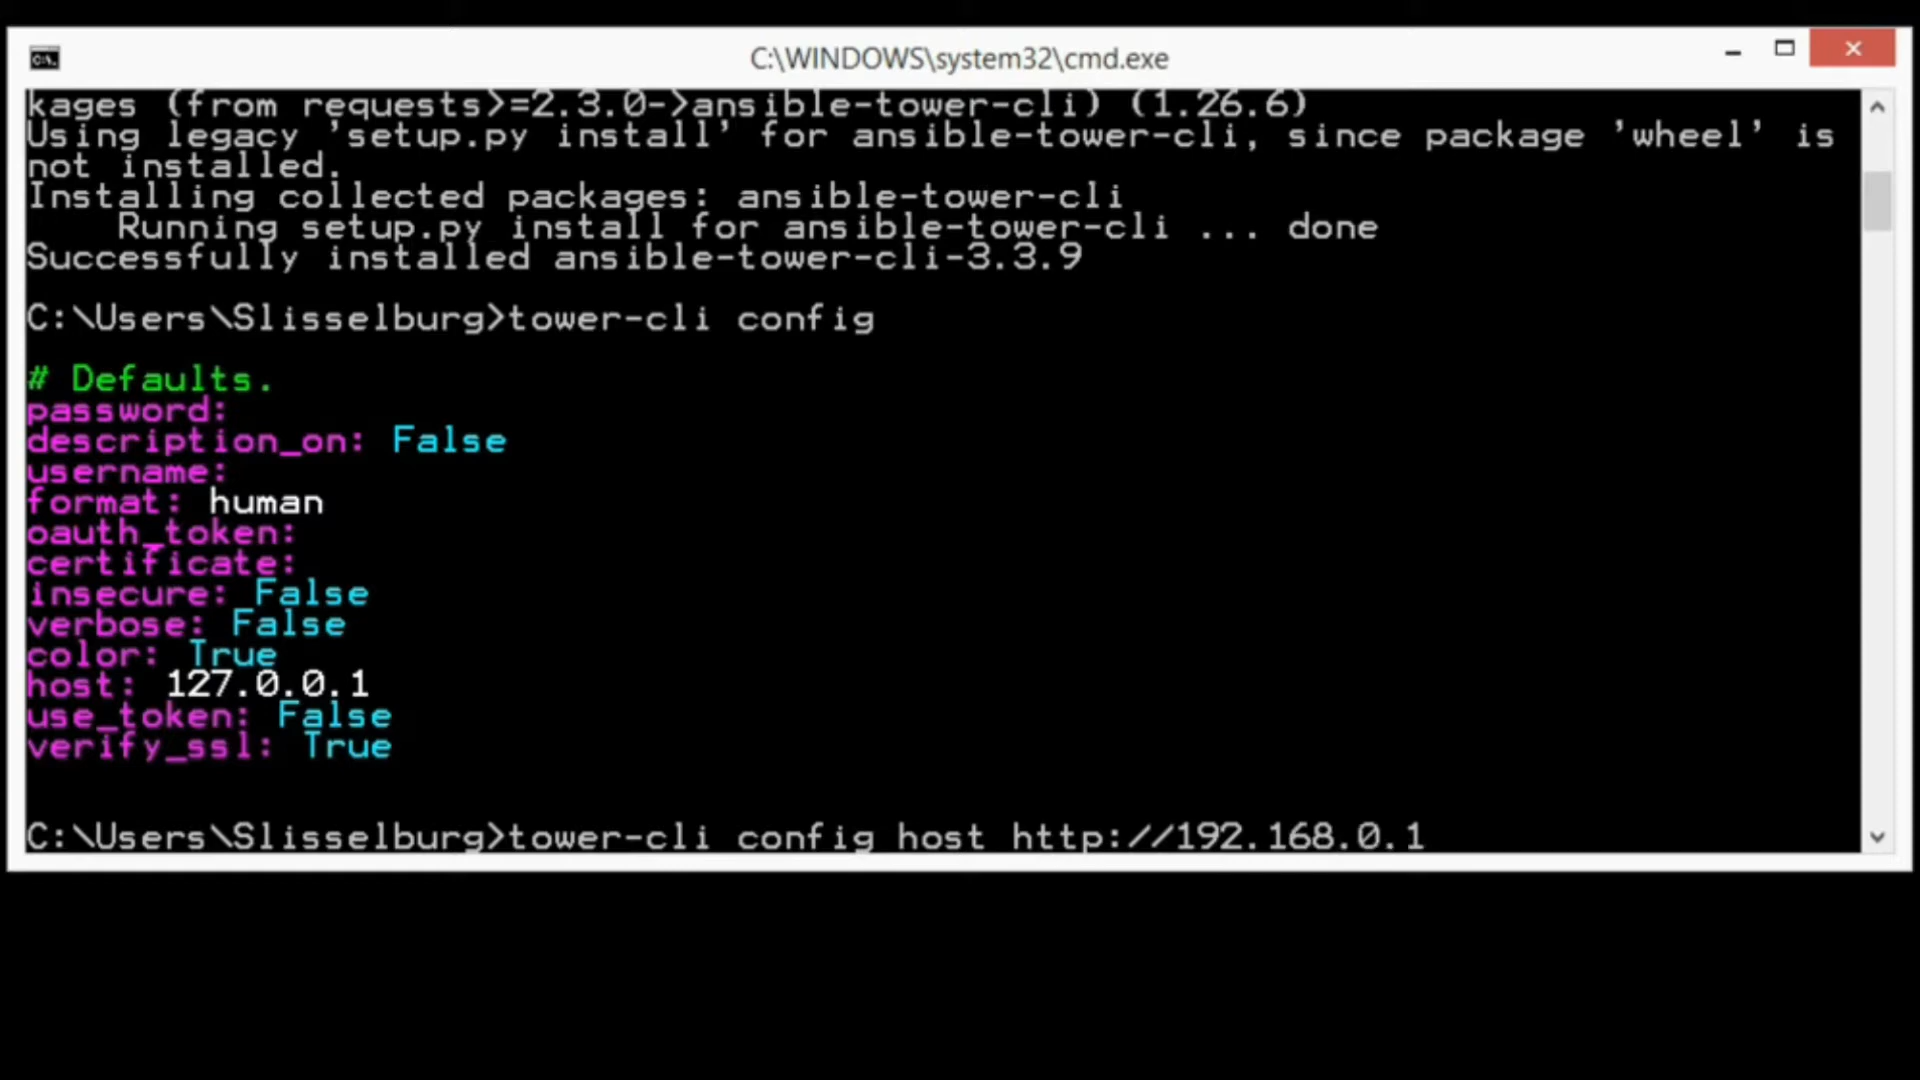 C:\WINDOWS\system32\cmd.exe
kages (from requests>=2.3.0->ansible-tower-cli) (1.26.6)
Using legacy 'setup.py install' for ansible-tower-cli, since package 'wheel' is
not installed.
Installing collected packages: ansible-tower-cli
    Running setup.py install for ansible-tower-cli ... done
Successfully installed ansible-tower-cli-3.3.9
C:\Users\Slisselburg>tower-cli config
# Defaults.
password:
description_on: False
username:
format: human
oauth_token:
certificate:
insecure: False
verbose: False
color: True
host: 127.0.0.1
use_token: False
verify_ssl: True
C:\Users\Slisselburg>tower-cli config host http://192.168.0.1